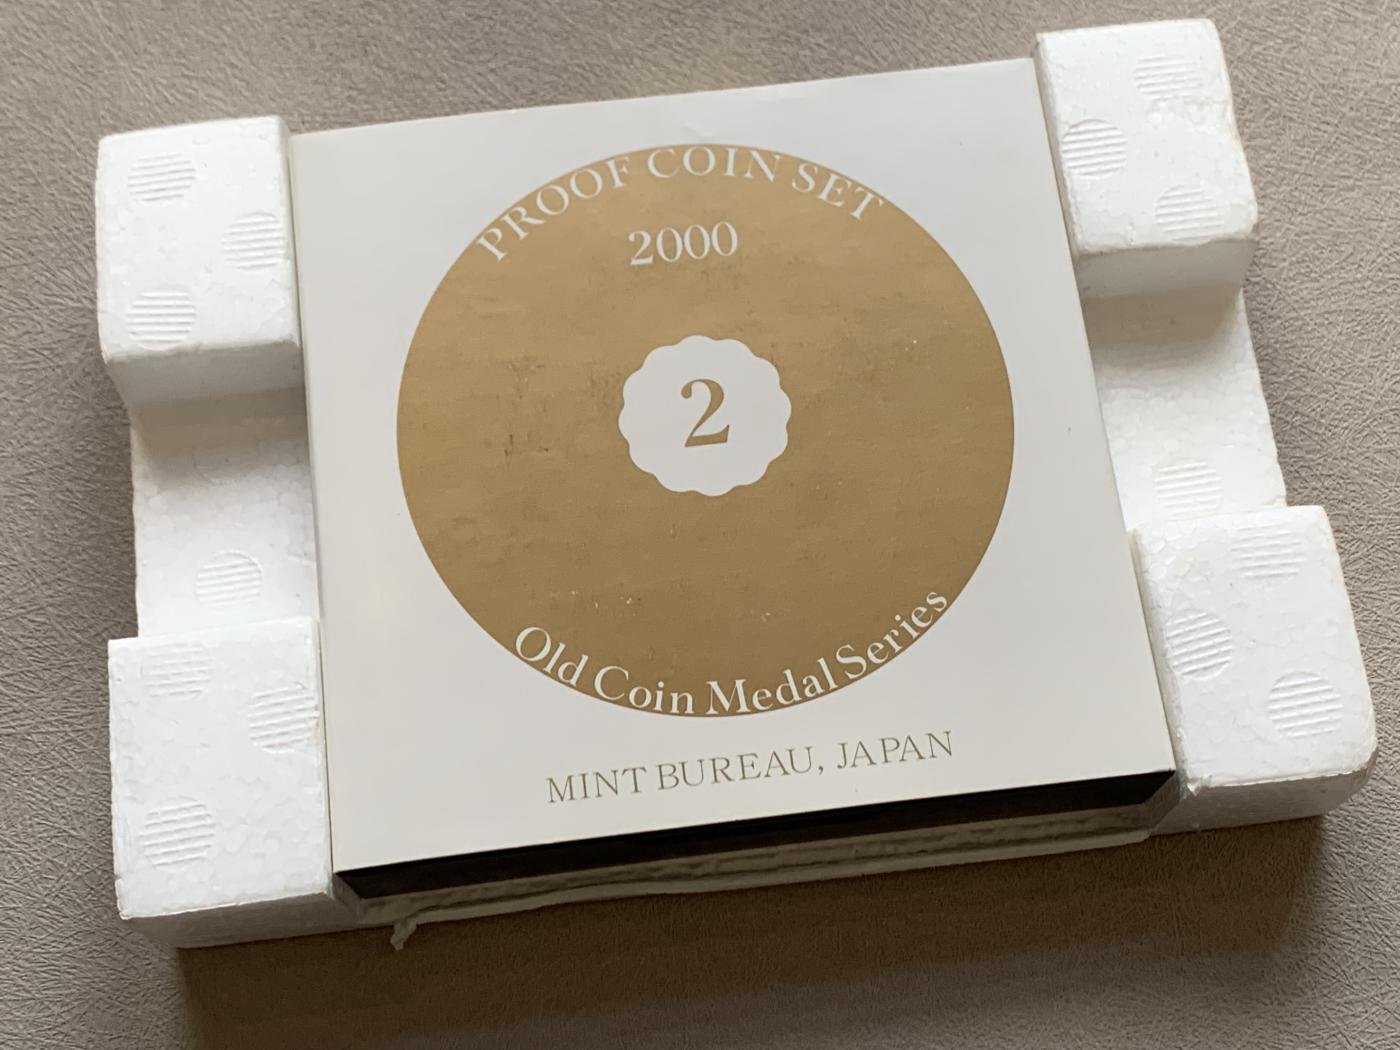 PROOF COIN SET
2000
2
Old Coin Medal Series
MINT BUREAU, JAPAN